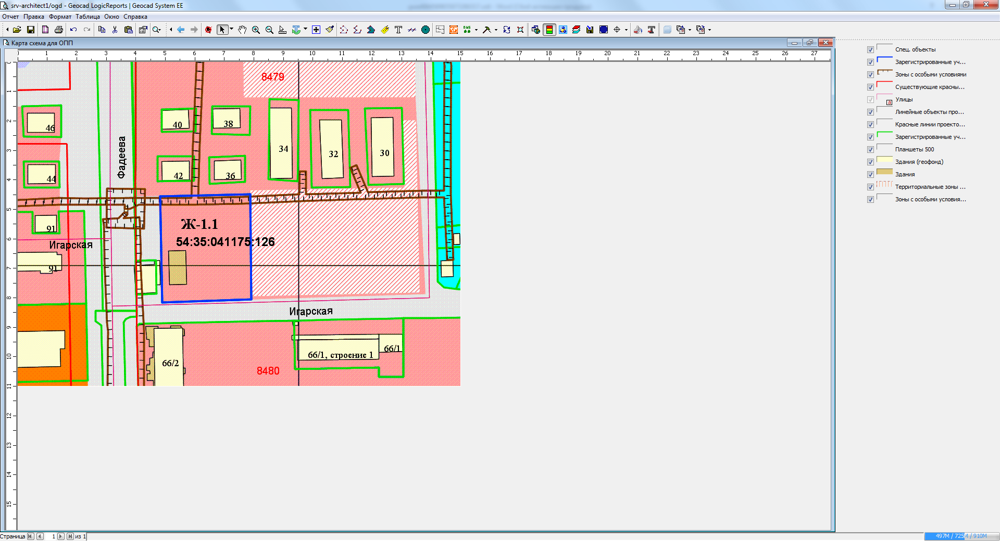 srv-architect1/ogd - Geocad LogicReports | Geocad System EE
Отчет Правка Формат Таблица Окно Справка
Карта схема для ОПП
0 1 2 3 4 5 6 7 8 9 10 11 12 13 14 15 16 17 18 19 20 21 22 23 24 25 26 27
0
1
2
3
4
5
6
7
8
9
10
11
12
13
14
15
8479
46
40
38
34
32
30
Фадеева
44
42
36
91
Ж-1.1
54:35:041175:126
Игарская
91
Игарская
66/2
66/1, строение 1
66/1
8480
Спец. объекты
Зарегистрированные уч...
Зоны с особыми условиями
Существующие красны...
a
Улицы
Линейные объекты про...
Красные линии проекто...
Зарегистрированные уч...
Планшеты 500
Здания (геофонд)
Здания
Территориальные зоны ...
Зоны с особыми условия...
Страница 1 из 1
497M / 725M / 910M